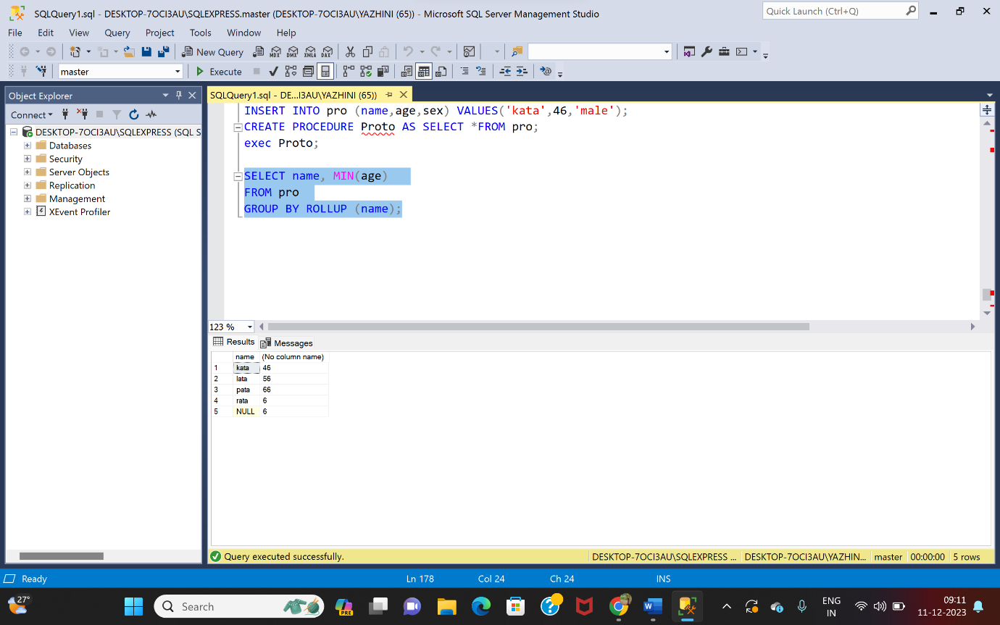 SQLQuery1.sql - DESKTOP-7OCI3AU\SQLEXPRESS.master (DESKTOP-7OCI3AU\YAZHINI (65)) - Microsoft SQL Server Management Studio
Quick Launch (Ctrl+Q)
File Edit View Query Project Tools Window Help
New Query MDX DMX XMLA DAX
master Execute
Object Explorer
SQLQuery1.sql - DE...I3AU\YAZHINI (65))
Connect
DESKTOP-7OCI3AU\SQLEXPRESS (SQL S
Databases
Security
Server Objects
Replication
Management
XEvent Profiler
INSERT INTO pro (name,age,sex) VALUES('kata',46,'male');
CREATE PROCEDURE Proto AS SELECT *FROM pro;
exec Proto;
SELECT name, MIN(age)
FROM pro
GROUP BY ROLLUP (name);
123 %
Results Messages
name (No column name)
1 kata 46
2 lata 56
3 pata 66
4 rata 6
5 NULL 6
Query executed successfully.
DESKTOP-7OCI3AU\SQLEXPRESS ... DESKTOP-7OCI3AU\YAZHIN... master 00:00:00 5 rows
Ready Ln 178 Col 24 Ch 24 INS
27°
Search
PRE
ENG
IN
09:11
11-12-2023